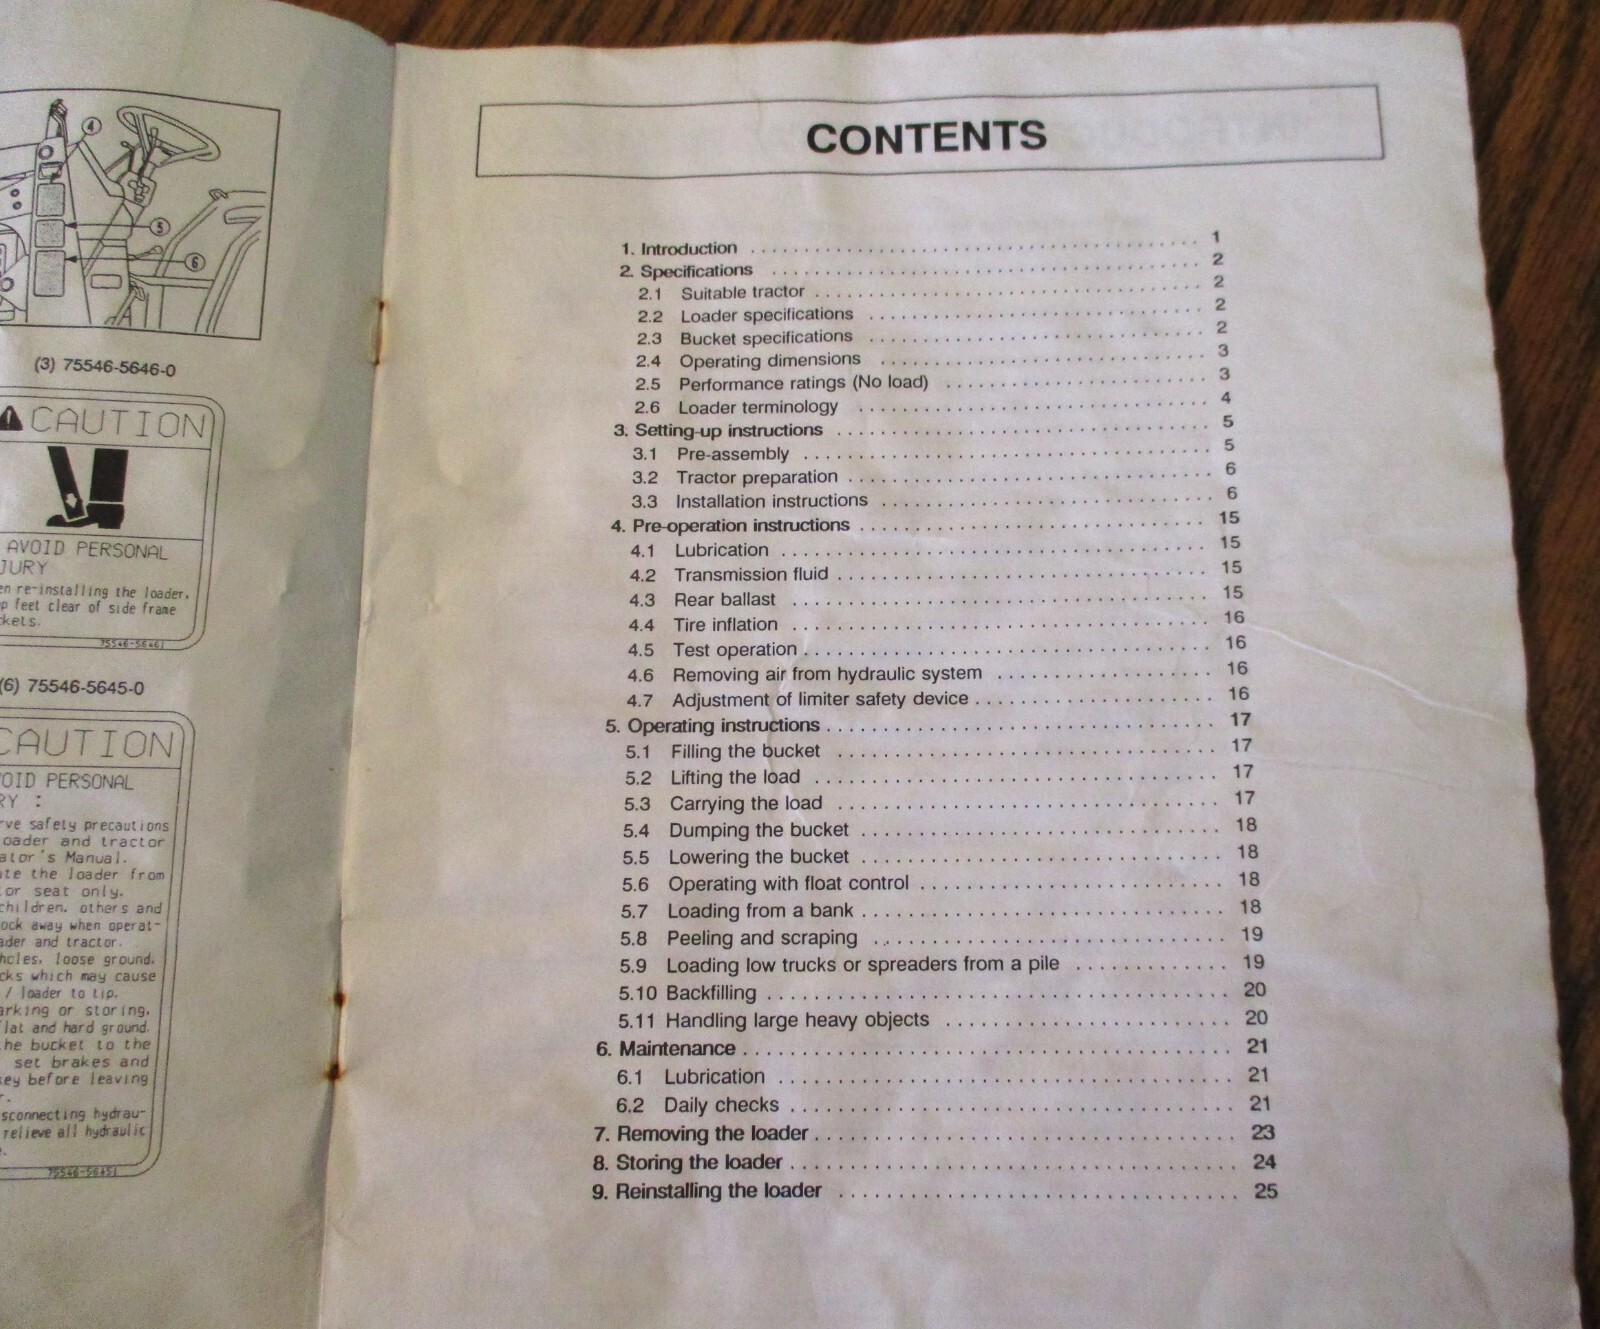 4
5
6
(3) 75546-5646-0
CAUTION
AVOID PERSONAL
JURY
en re-installing the loader,
p feet clear of side frame
kets.
75546-56461
(6) 75546-5645-0
CAUTION
OID PERSONAL
RY :
rve safety precautions
oader and tractor
ator's Manual.
te the loader from
or seat only.
children, others and
ock away when operat-
ader and tractor.
holes, loose ground,
cks which may cause
/ loader to tip.
arking or storing,
lat and hard ground.
he bucket to the
set brakes and
key before leaving
r.
sconnecting hydrau-
relieve all hydraulic
75546-56451
CONTENTS
1. Introduction 1
2. Specifications 2
2.1 Suitable tractor 2
2.2 Loader specifications 2
2.3 Bucket specifications 2
2.4 Operating dimensions 3
2.5 Performance ratings (No load) 3
2.6 Loader terminology 4
3. Setting-up instructions 5
3.1 Pre-assembly 5
3.2 Tractor preparation 6
3.3 Installation instructions 6
4. Pre-operation instructions 15
4.1 Lubrication 15
4.2 Transmission fluid 15
4.3 Rear ballast 15
4.4 Tire inflation 16
4.5 Test operation 16
4.6 Removing air from hydraulic system 16
4.7 Adjustment of limiter safety device 16
5. Operating instructions 17
5.1 Filling the bucket 17
5.2 Lifting the load 17
5.3 Carrying the load 17
5.4 Dumping the bucket 18
5.5 Lowering the bucket 18
5.6 Operating with float control 18
5.7 Loading from a bank 18
5.8 Peeling and scraping 19
5.9 Loading low trucks or spreaders from a pile 19
5.10 Backfilling 20
5.11 Handling large heavy objects 20
6. Maintenance 21
6.1 Lubrication 21
6.2 Daily checks 21
7. Removing the loader 23
8. Storing the loader 24
9. Reinstalling the loader 25